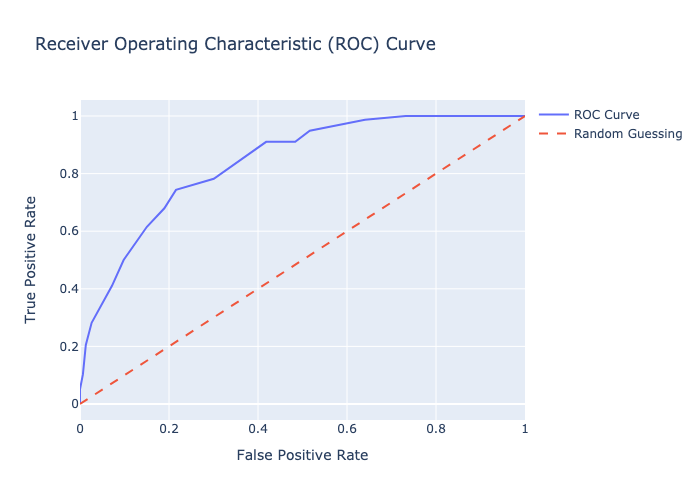 Receiver Operating Characteristic (ROC) Curve
ROC Curve
Random Guessing
True Positive Rate
1
0.8
0.6
0.4
0.2
0
0 0.2 0.4 0.6 0.8 1
False Positive Rate